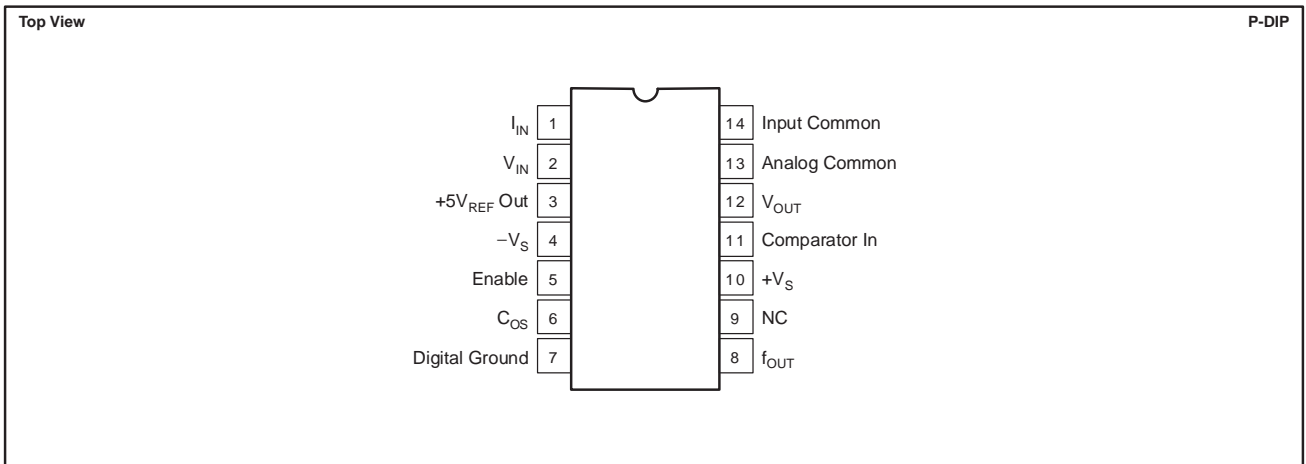 Top View P-DIP
I_IN 1 14 Input Common
V_IN 2 13 Analog Common
+5V_REF Out 3 12 V_OUT
−V_S 4 11 Comparator In
Enable 5 10 +V_S
C_OS 6 9 NC
Digital Ground 7 8 f_OUT